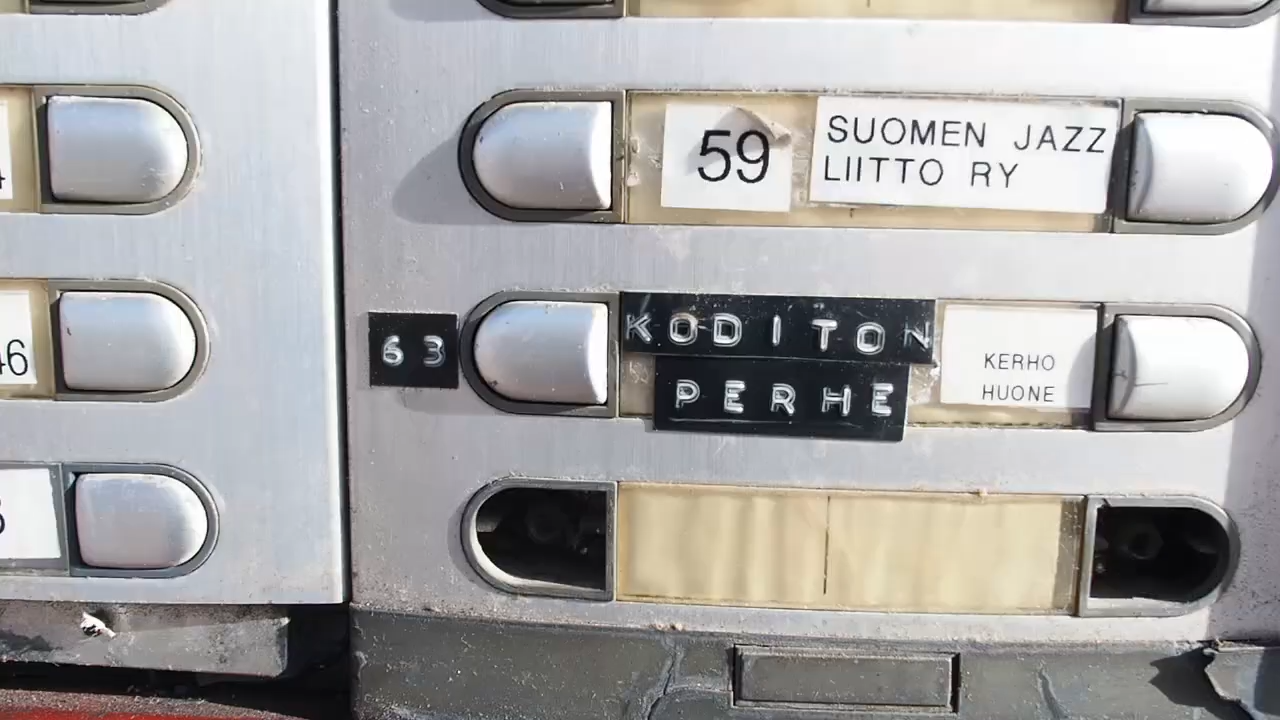 59
SUOMEN JAZZ
LIITTO RY
63
KODITON
PERHE
KERHO
HUONE
46